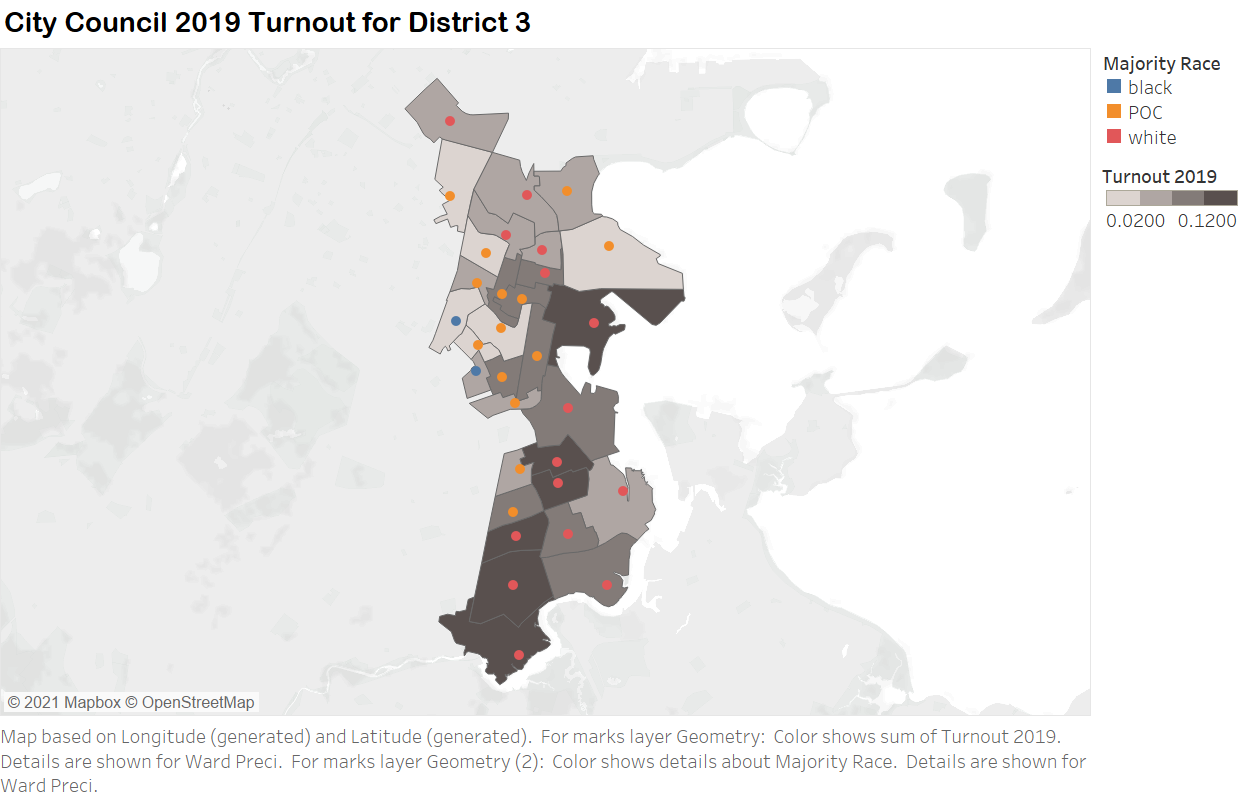 City Council 2019 Turnout for District 3
Majority Race
black
POC
white
Turnout 2019
0.0200 0.1200
© 2021 Mapbox © OpenStreetMap
Map based on Longitude (generated) and Latitude (generated). For marks layer Geometry: Color shows sum of Turnout 2019.
Details are shown for Ward Preci. For marks layer Geometry (2): Color shows details about Majority Race. Details are shown for
Ward Preci.